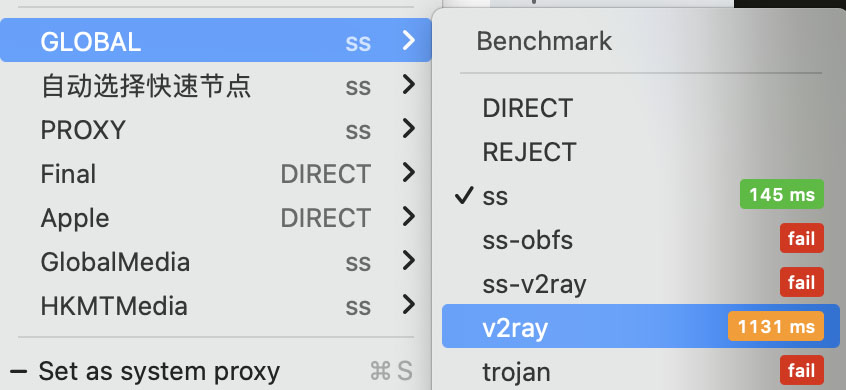 GLOBAL ss
自动选择快速节点 ss
PROXY ss
Final DIRECT
Apple DIRECT
GlobalMedia ss
HKMTMedia ss
Set as system proxy ⌘ S
Benchmark
DIRECT
REJECT
ss 145 ms
ss-obfs fail
ss-v2ray fail
v2ray 1131 ms
trojan fail